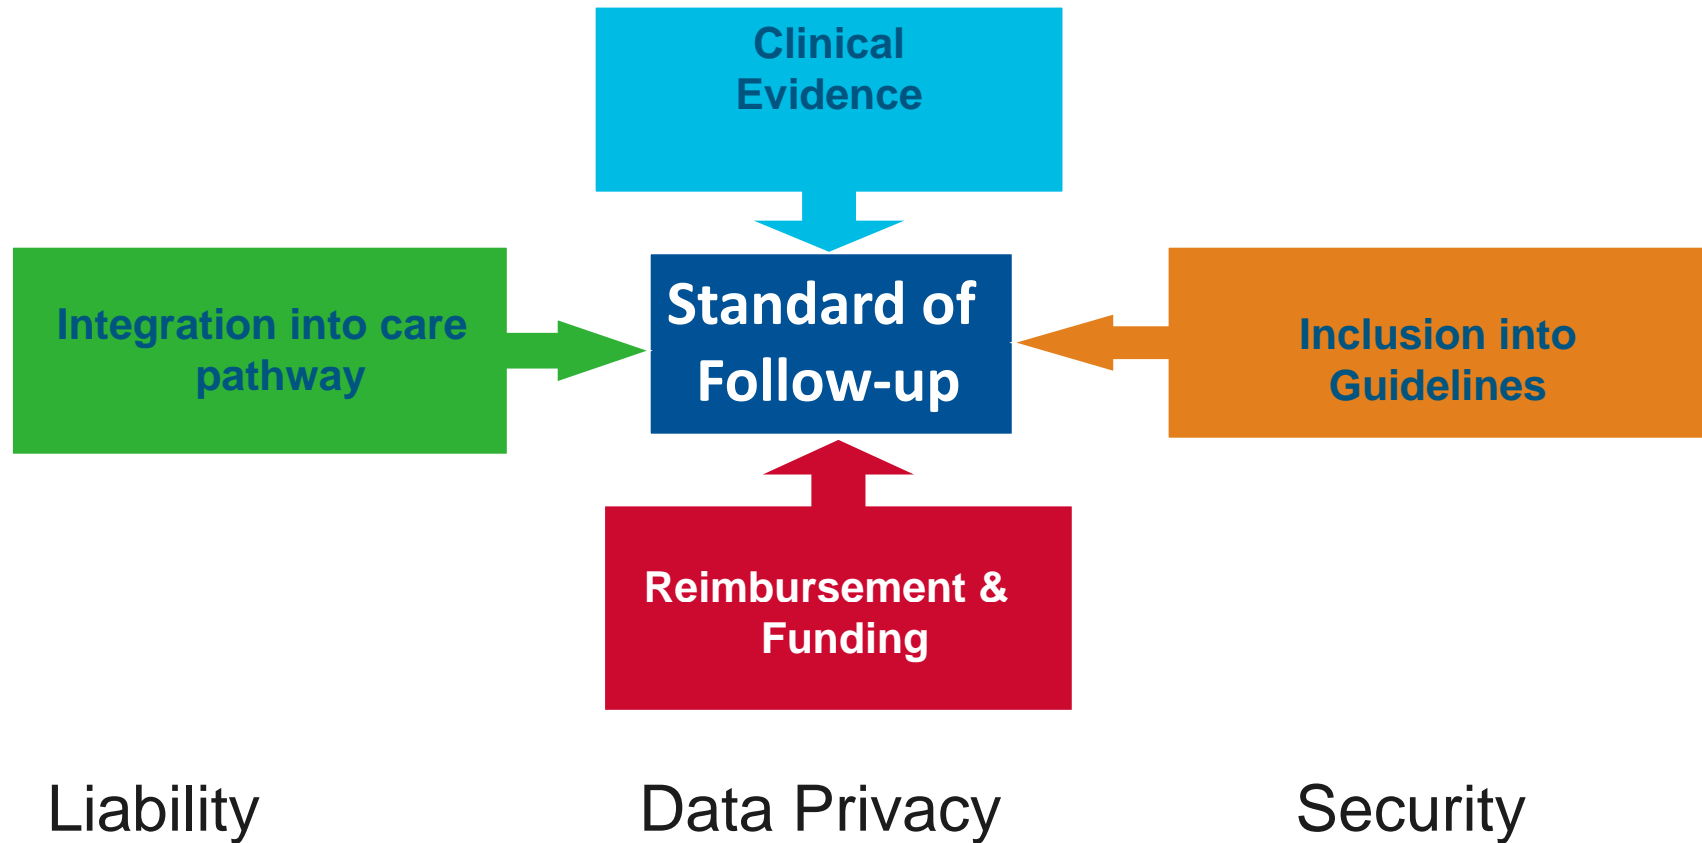 Clinical
Evidence
Integration into care
pathway
Standard of
Follow-up
Inclusion into
Guidelines
Reimbursement &
Funding
Liability
Data Privacy
Security